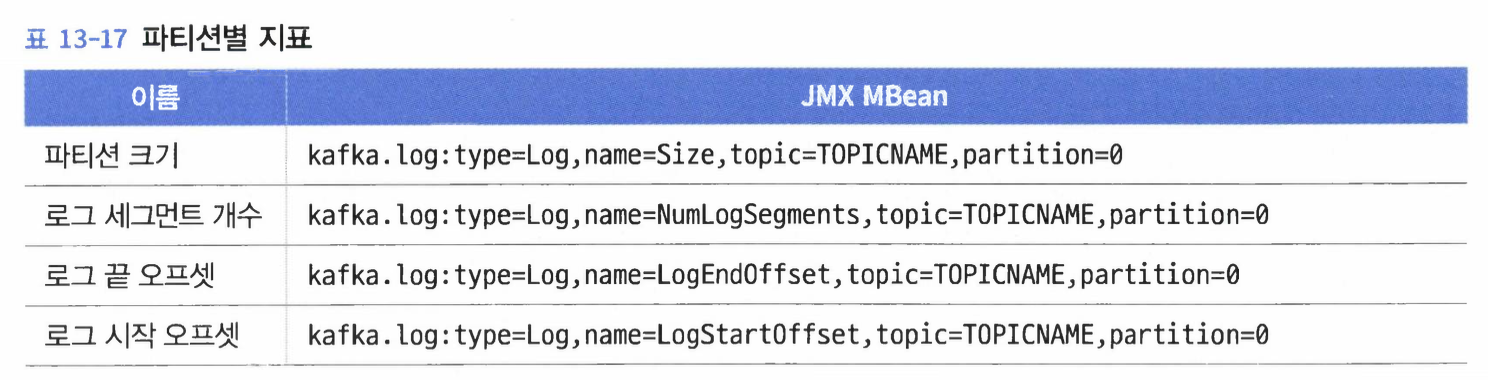 표 13-17 파티션별 지표
이름 JMX MBean
파티션 크기 kafka.log:type=Log,name=Size,topic=TOPICNAME,partition=0
로그 세그먼트 개수 kafka.log:type=Log,name=NumLogSegments,topic=TOPICNAME,partition=0
로그 끝 오프셋 kafka.log:type=Log,name=LogEndOffset,topic=TOPICNAME,partition=0
로그 시작 오프셋 kafka.log:type=Log,name=LogStartOffset,topic=TOPICNAME,partition=0